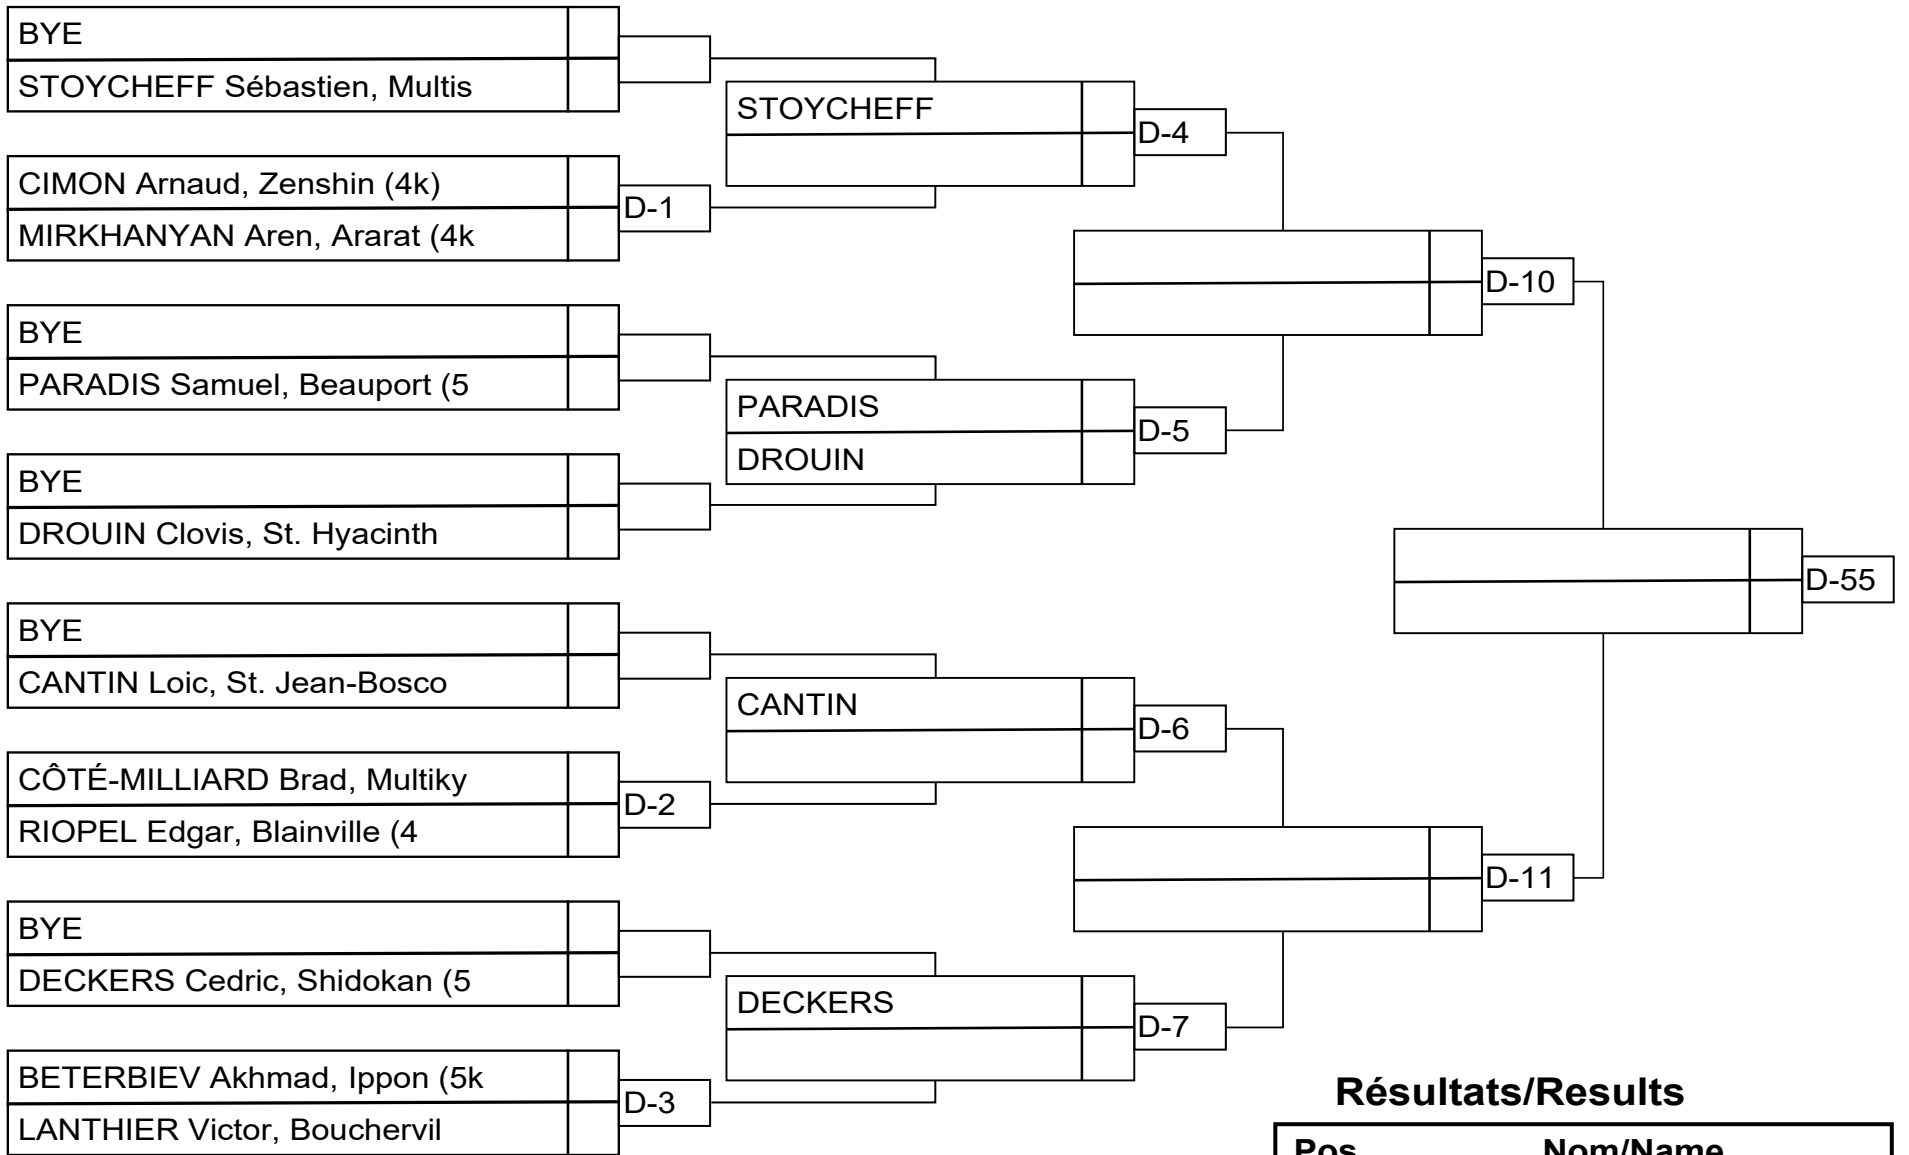 BYE
STOYCHEFF Sébastien, Multis
CIMON Arnaud, Zenshin (4k)
MIRKHANYAN Aren, Ararat (4k
D-1
BYE
PARADIS Samuel, Beauport (5
BYE
DROUIN Clovis, St. Hyacinth
BYE
CANTIN Loic, St. Jean-Bosco
CÔTÉ-MILLIARD Brad, Multiky
RIOPEL Edgar, Blainville (4
D-2
BYE
DECKERS Cedric, Shidokan (5
BETERBIEV Akhmad, Ippon (5k
LANTHIER Victor, Bouchervil
D-3
STOYCHEFF
D-4
PARADIS
DROUIN
D-5
CANTIN
D-6
DECKERS
D-7
D-10
D-11
D-55
Résultats/Results
Pos Nom/Name